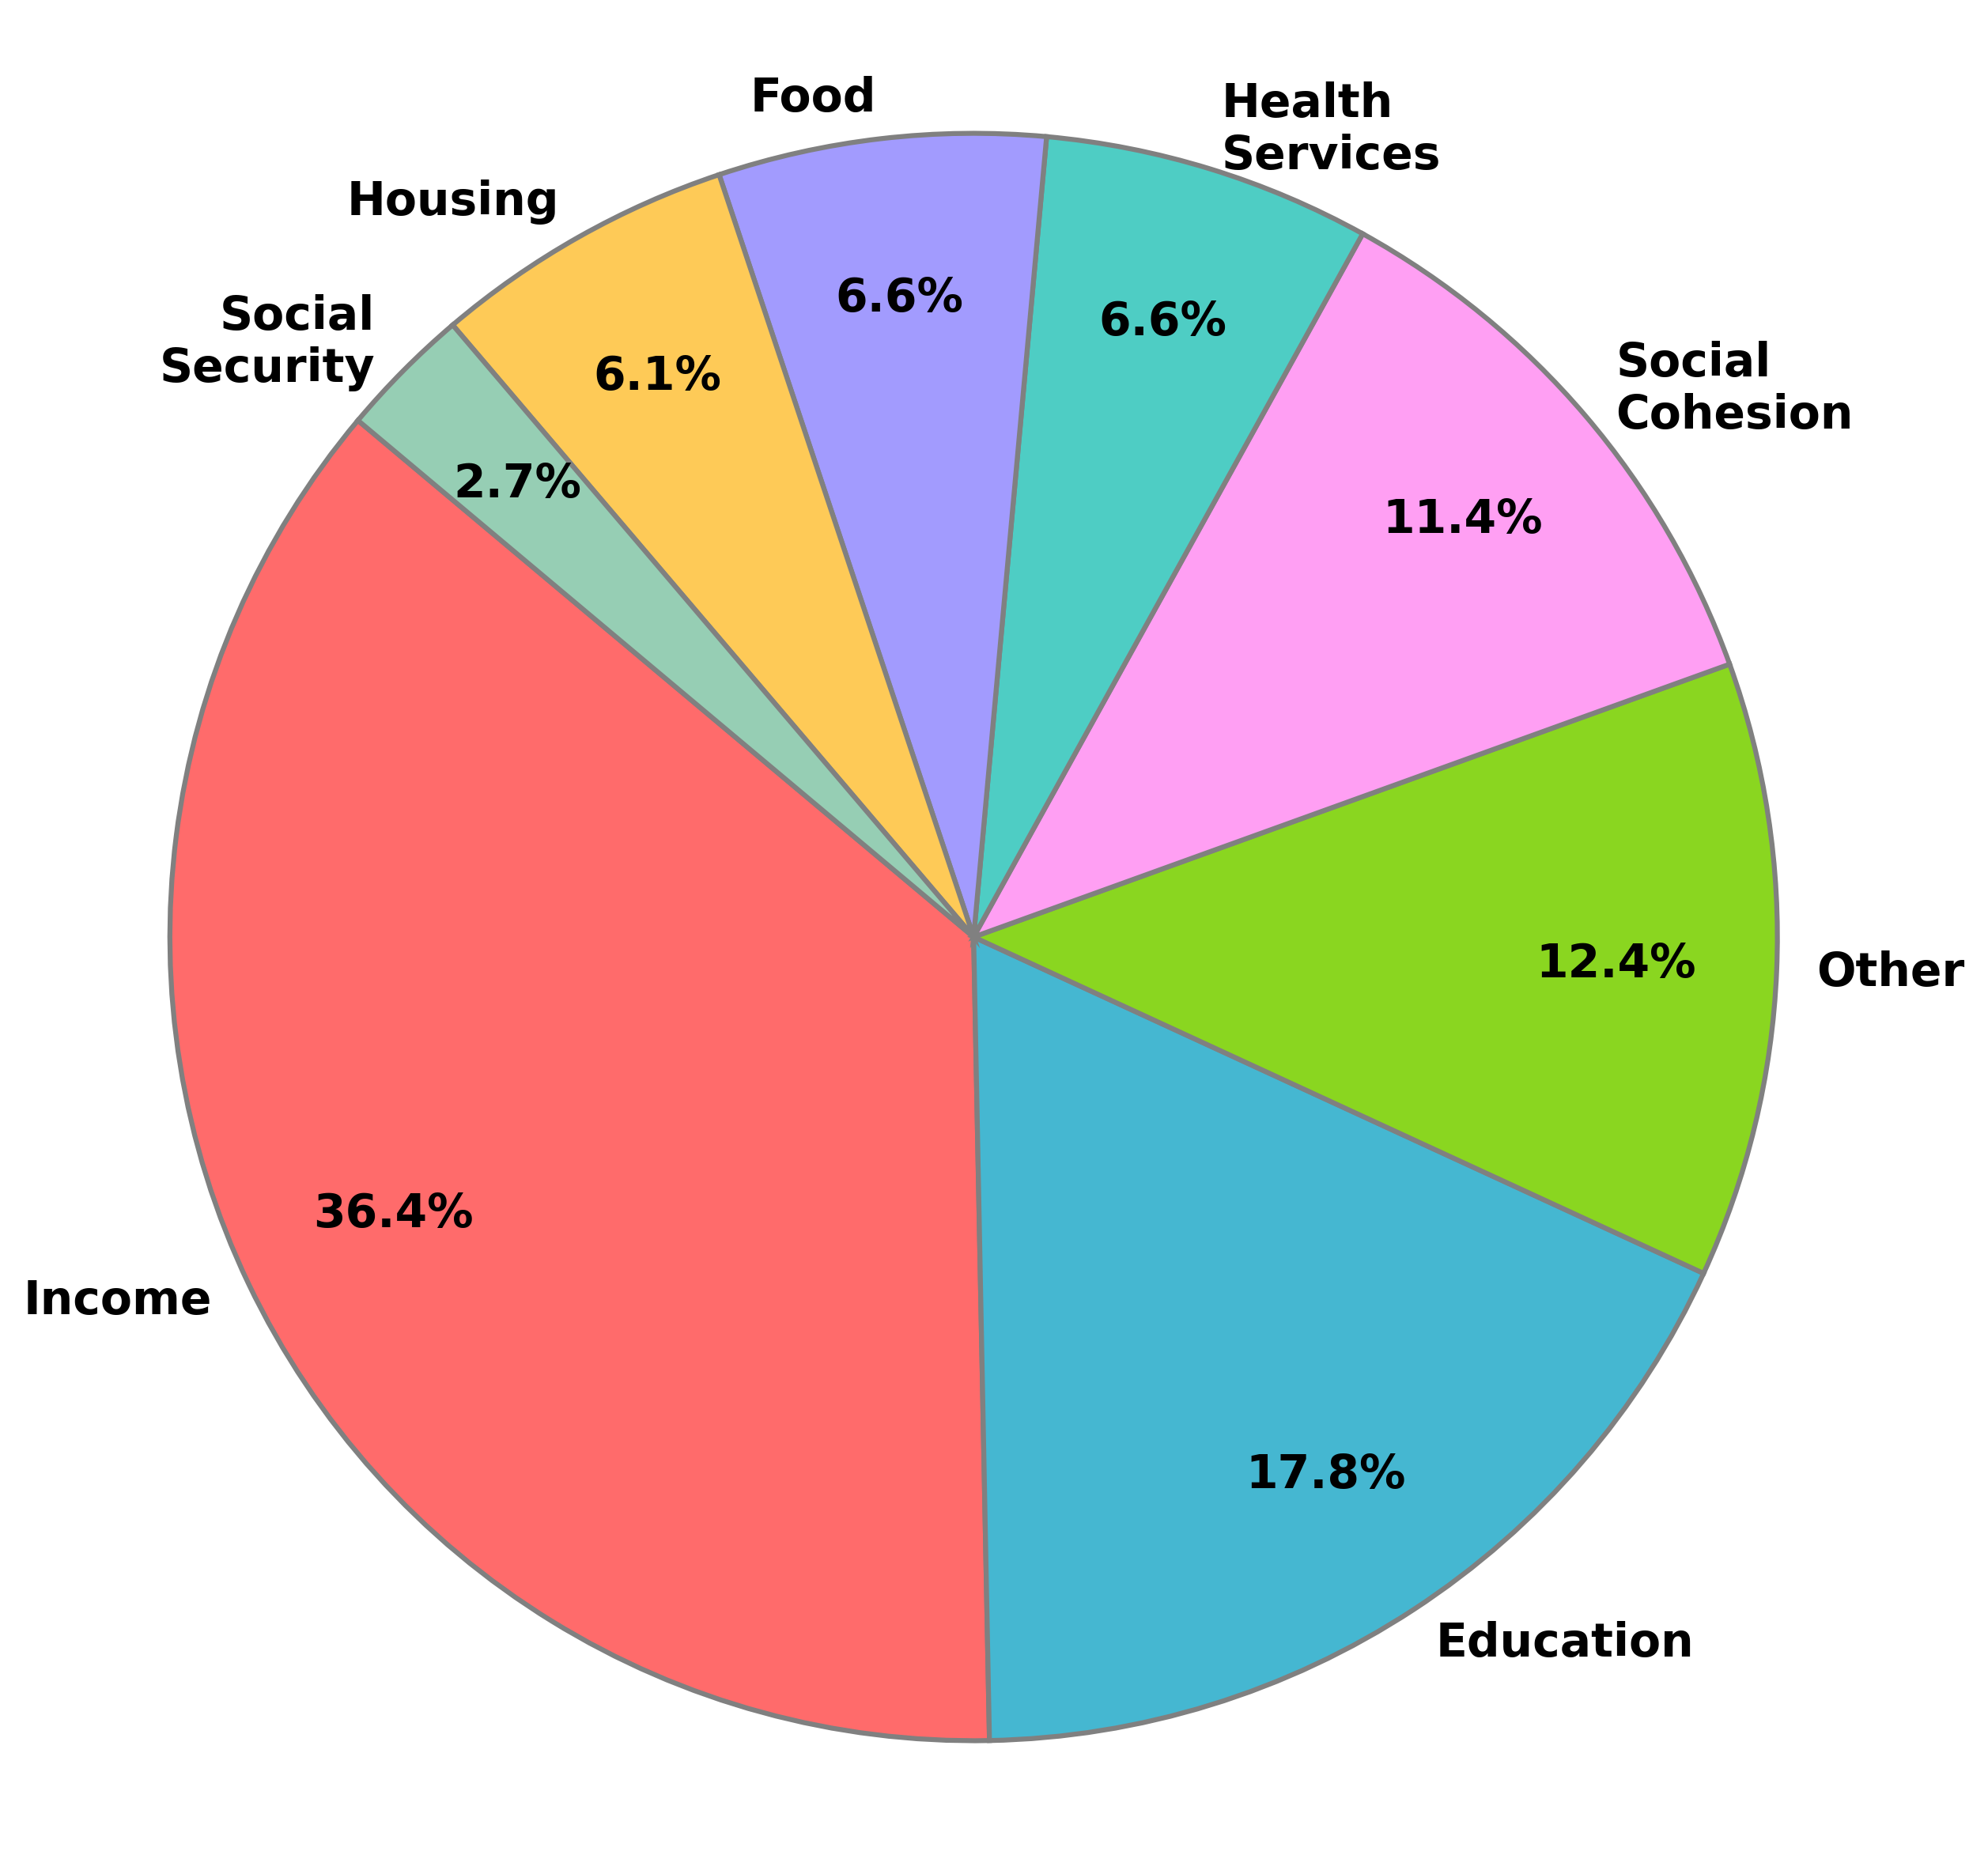 Food
Health
Services
Housing
Social
Security
Social
Cohesion
6.6%
6.6%
6.1%
2.7%
11.4%
12.4%
Other
36.4%
Income
17.8%
Education